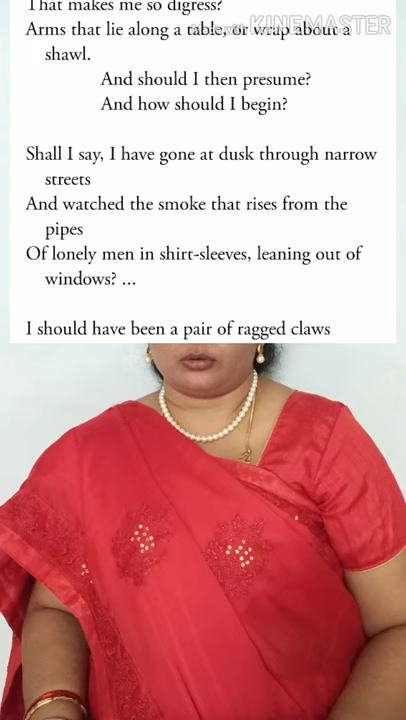 That makes me so digress?
Arms that lie along a table, or wrap about a
shawl.
And should I then presume?
And how should I begin?
Shall I say, I have gone at dusk through narrow
streets
And watched the smoke that rises from the
pipes
Of lonely men in shirt-sleeves, leaning out of
windows? ...
I should have been a pair of ragged claws
KINEMASTER